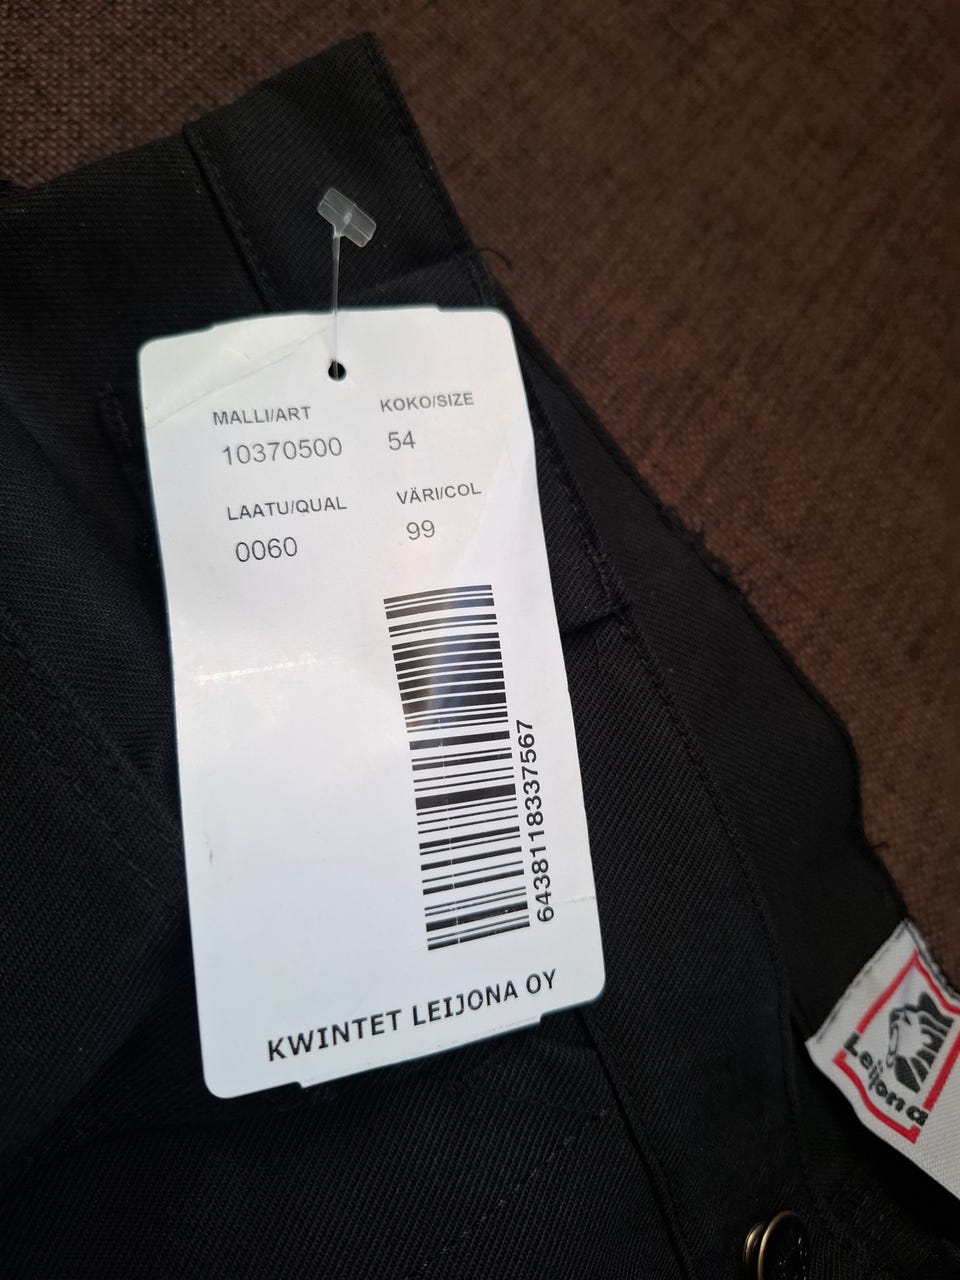 MALLI/ART KOKO/SIZE
10370500 54
LAATU/QUAL VÄRI/COL
0060 99
6438118337567
KWINTET LEIJONA OY
Leijona